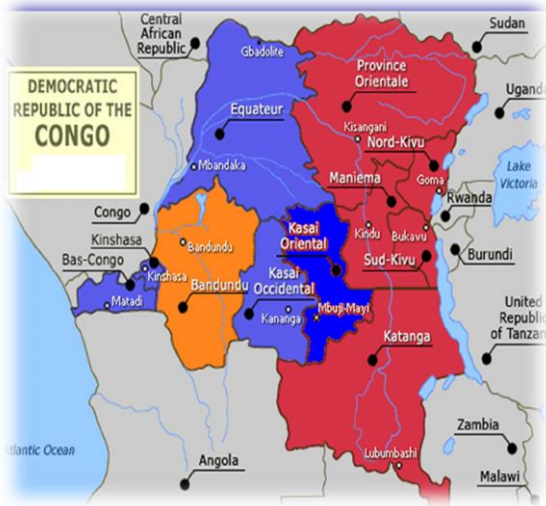 Central
African
Republic
Sudan
Gbadolite
DEMOCRATIC
REPUBLIC OF THE
CONGO
Province
Orientale
Uganda
Equateur
Kisangani
Nord-Kivu
Lake
Victoria
Mbandaka
Maniema
Goma
Rwanda
Congo
Kasai
Oriental
Kindu
Bukavu
Kinshasa
Bandundu
Burundi
Bas-Congo
Kinshasa
Kasai
Occidental
Sud-Kivu
Matadi
Bandundu
Kananga
Mbuji-Mayi
United
Republic
of Tanzan
Katanga
Zambia
Atlantic Ocean
Angola
Lubumbashi
Malawi